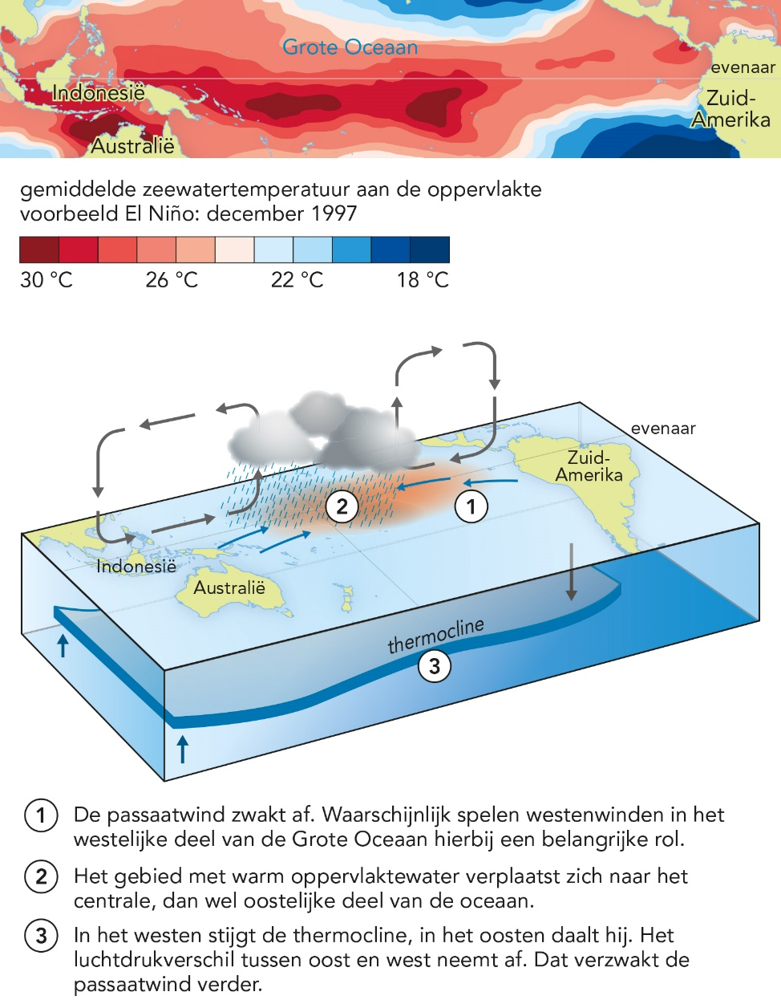 Grote Oceaan
evenaar
Indonesië
Zuid-
Amerika
Australië
gemiddelde zeewatertemperatuur aan de oppervlakte
voorbeeld El Niño: december 1997
30 °C 26 °C 22 °C 18 °C
evenaar
Zuid-
Amerika
2
1
Indonesië
Australië
thermocline
3
1 De passaatwind zwakt af. Waarschijnlijk spelen westenwinden in het
westelijke deel van de Grote Oceaan hierbij een belangrijke rol.
2 Het gebied met warm oppervlaktewater verplaatst zich naar het
centrale, dan wel oostelijke deel van de oceaan.
3 In het westen stijgt de thermocline, in het oosten daalt hij. Het
luchtdrukverschil tussen oost en west neemt af. Dat verzwakt de
passaatwind verder.